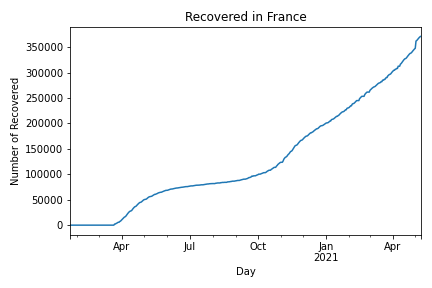 Recovered in France
Number of Recovered
350000
300000
250000
200000
150000
100000
50000
0
Apr Jul Oct Jan Apr
2021
Day